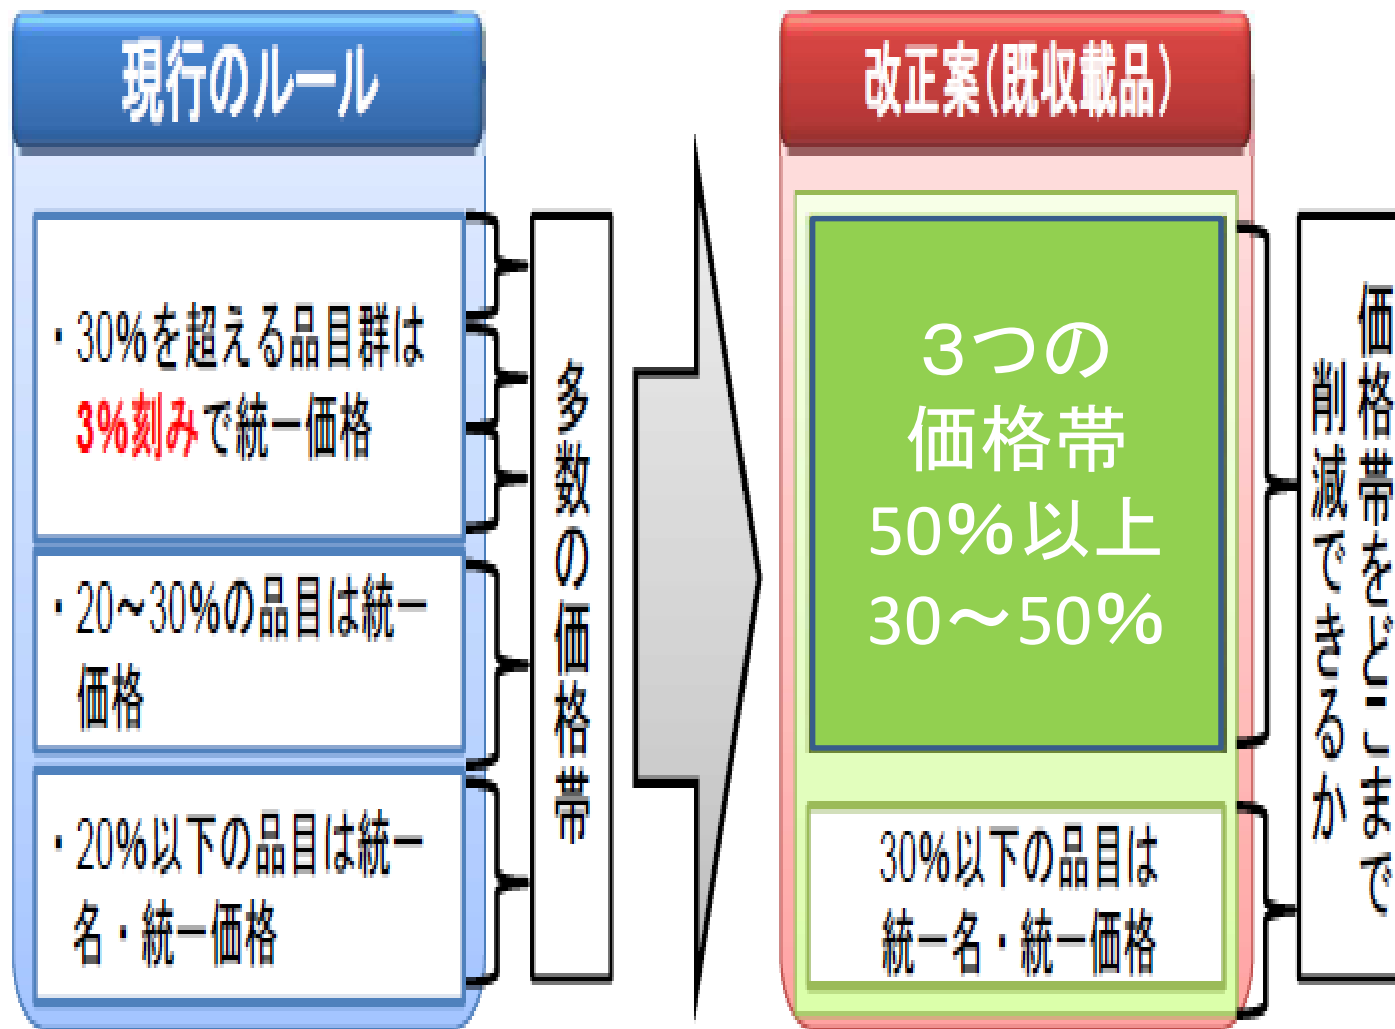 現行のルール
・30%を超える品目群は
3%刻みで統一価格
・20～30%の品目は統一
価格
・20%以下の品目は統一
名・統一価格
多数の価格帯
改正案(既収載品)
３つの
価格帯
50%以上
30～50%
30%以下の品目は
統一名・統一価格
価格帯をどこまで
削減できるか